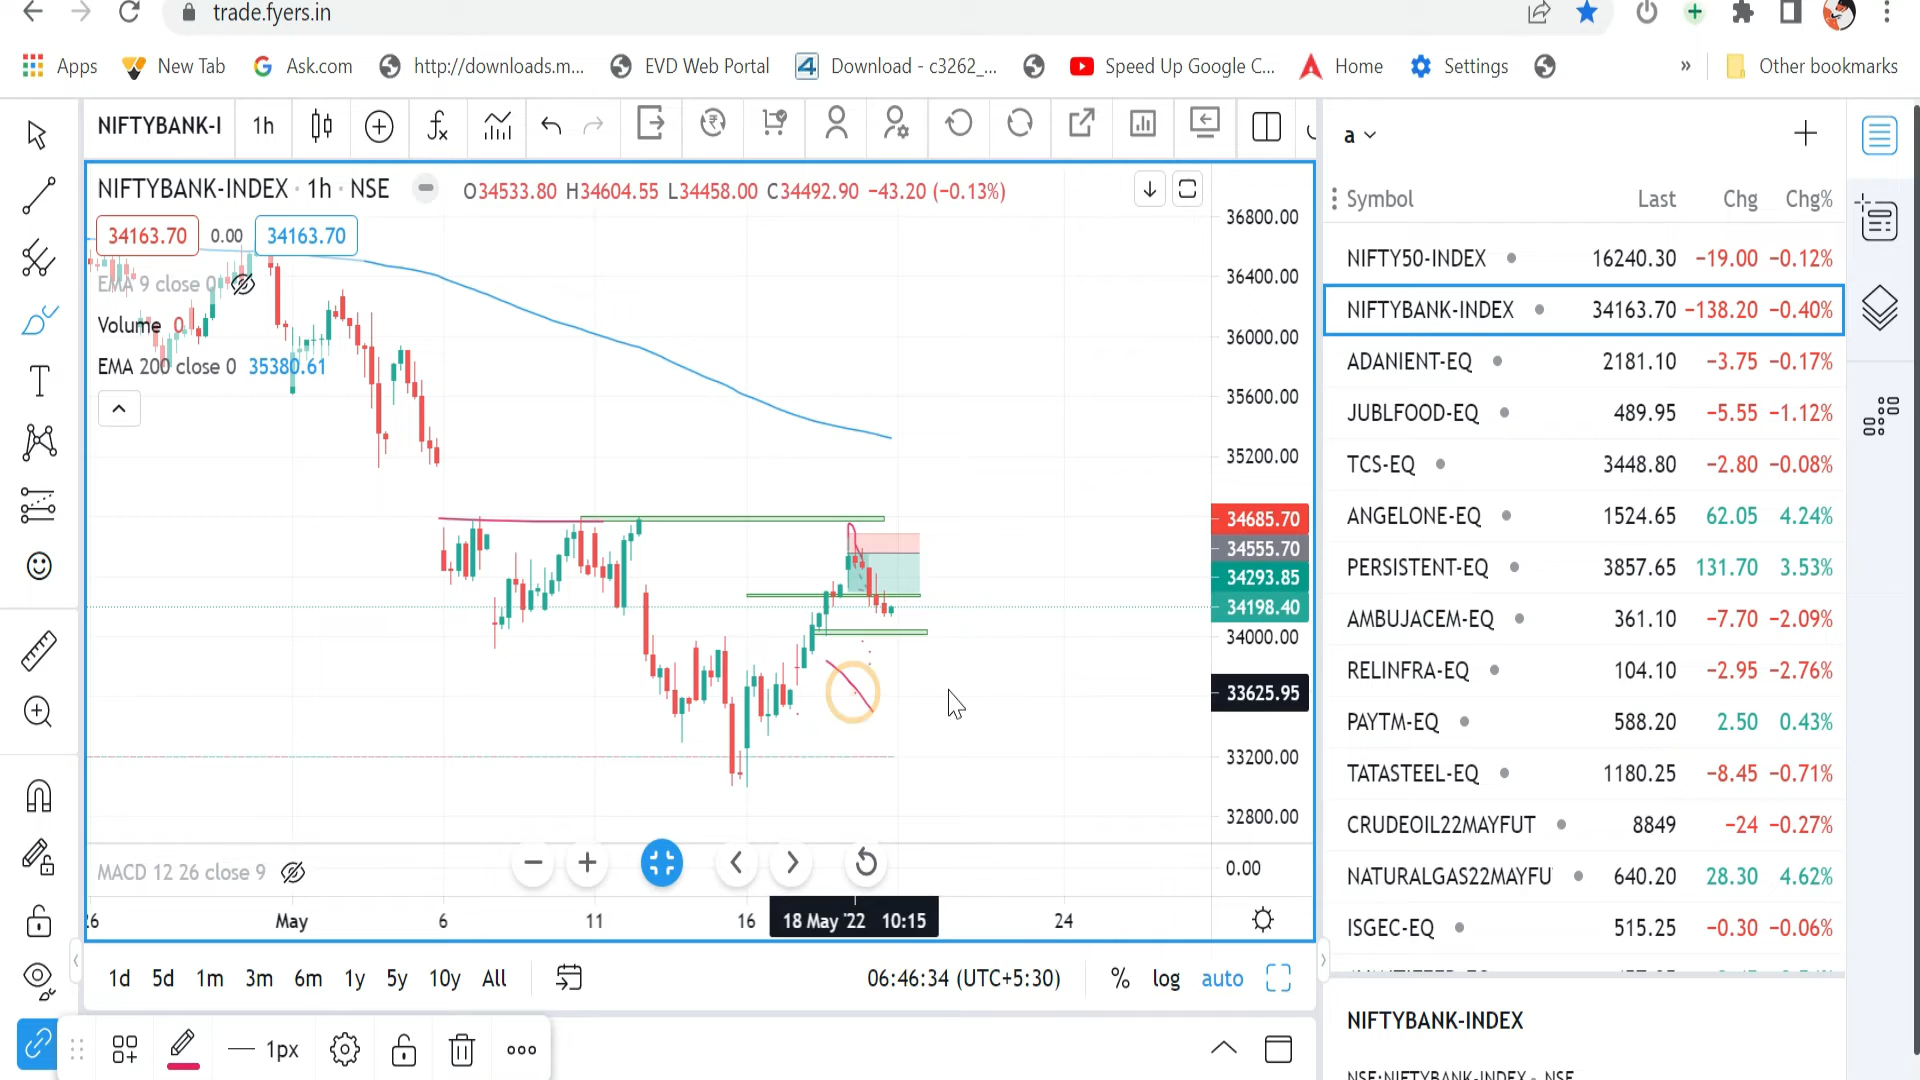 trade.fyers.in
Apps New Tab Ask.com http://downloads.m... EVD Web Portal Download - c3262_... Speed Up Google C... Home Settings » Other bookmarks
NIFTYBANK-I 1h
NIFTYBANK-INDEX · 1h · NSE O34533.80 H34604.55 L34458.00 C34492.90 −43.20 (−0.13%)
34163.70 0.00 34163.70
EMA 9 close 0
Volume 0
EMA 200 close 0 35380.61
36800.00
36400.00
36000.00
35600.00
35200.00
34685.70
34555.70
34293.85
34198.40
34000.00
33625.95
33200.00
32800.00
MACD 12 26 close 9
0.00
26 May 6 11 16 18 May '22 10:15 24
1d 5d 1m 3m 6m 1y 5y 10y All 06:46:34 (UTC+5:30) % log auto
1px
a
Symbol Last Chg Chg%
NIFTY50-INDEX 16240.30 −19.00 −0.12%
NIFTYBANK-INDEX 34163.70 −138.20 −0.40%
ADANIENT-EQ 2181.10 −3.75 −0.17%
JUBLFOOD-EQ 489.95 −5.55 −1.12%
TCS-EQ 3448.80 −2.80 −0.08%
ANGELONE-EQ 1524.65 62.05 4.24%
PERSISTENT-EQ 3857.65 131.70 3.53%
AMBUJACEM-EQ 361.10 −7.70 −2.09%
RELINFRA-EQ 104.10 −2.95 −2.76%
PAYTM-EQ 588.20 2.50 0.43%
TATASTEEL-EQ 1180.25 −8.45 −0.71%
CRUDEOIL22MAYFUT 8849 −24 −0.27%
NATURALGAS22MAYFU 640.20 28.30 4.62%
ISGEC-EQ 515.25 −0.30 −0.06%
NIFTYBANK-INDEX
NSE:NIFTYBANK-INDEX · NSE